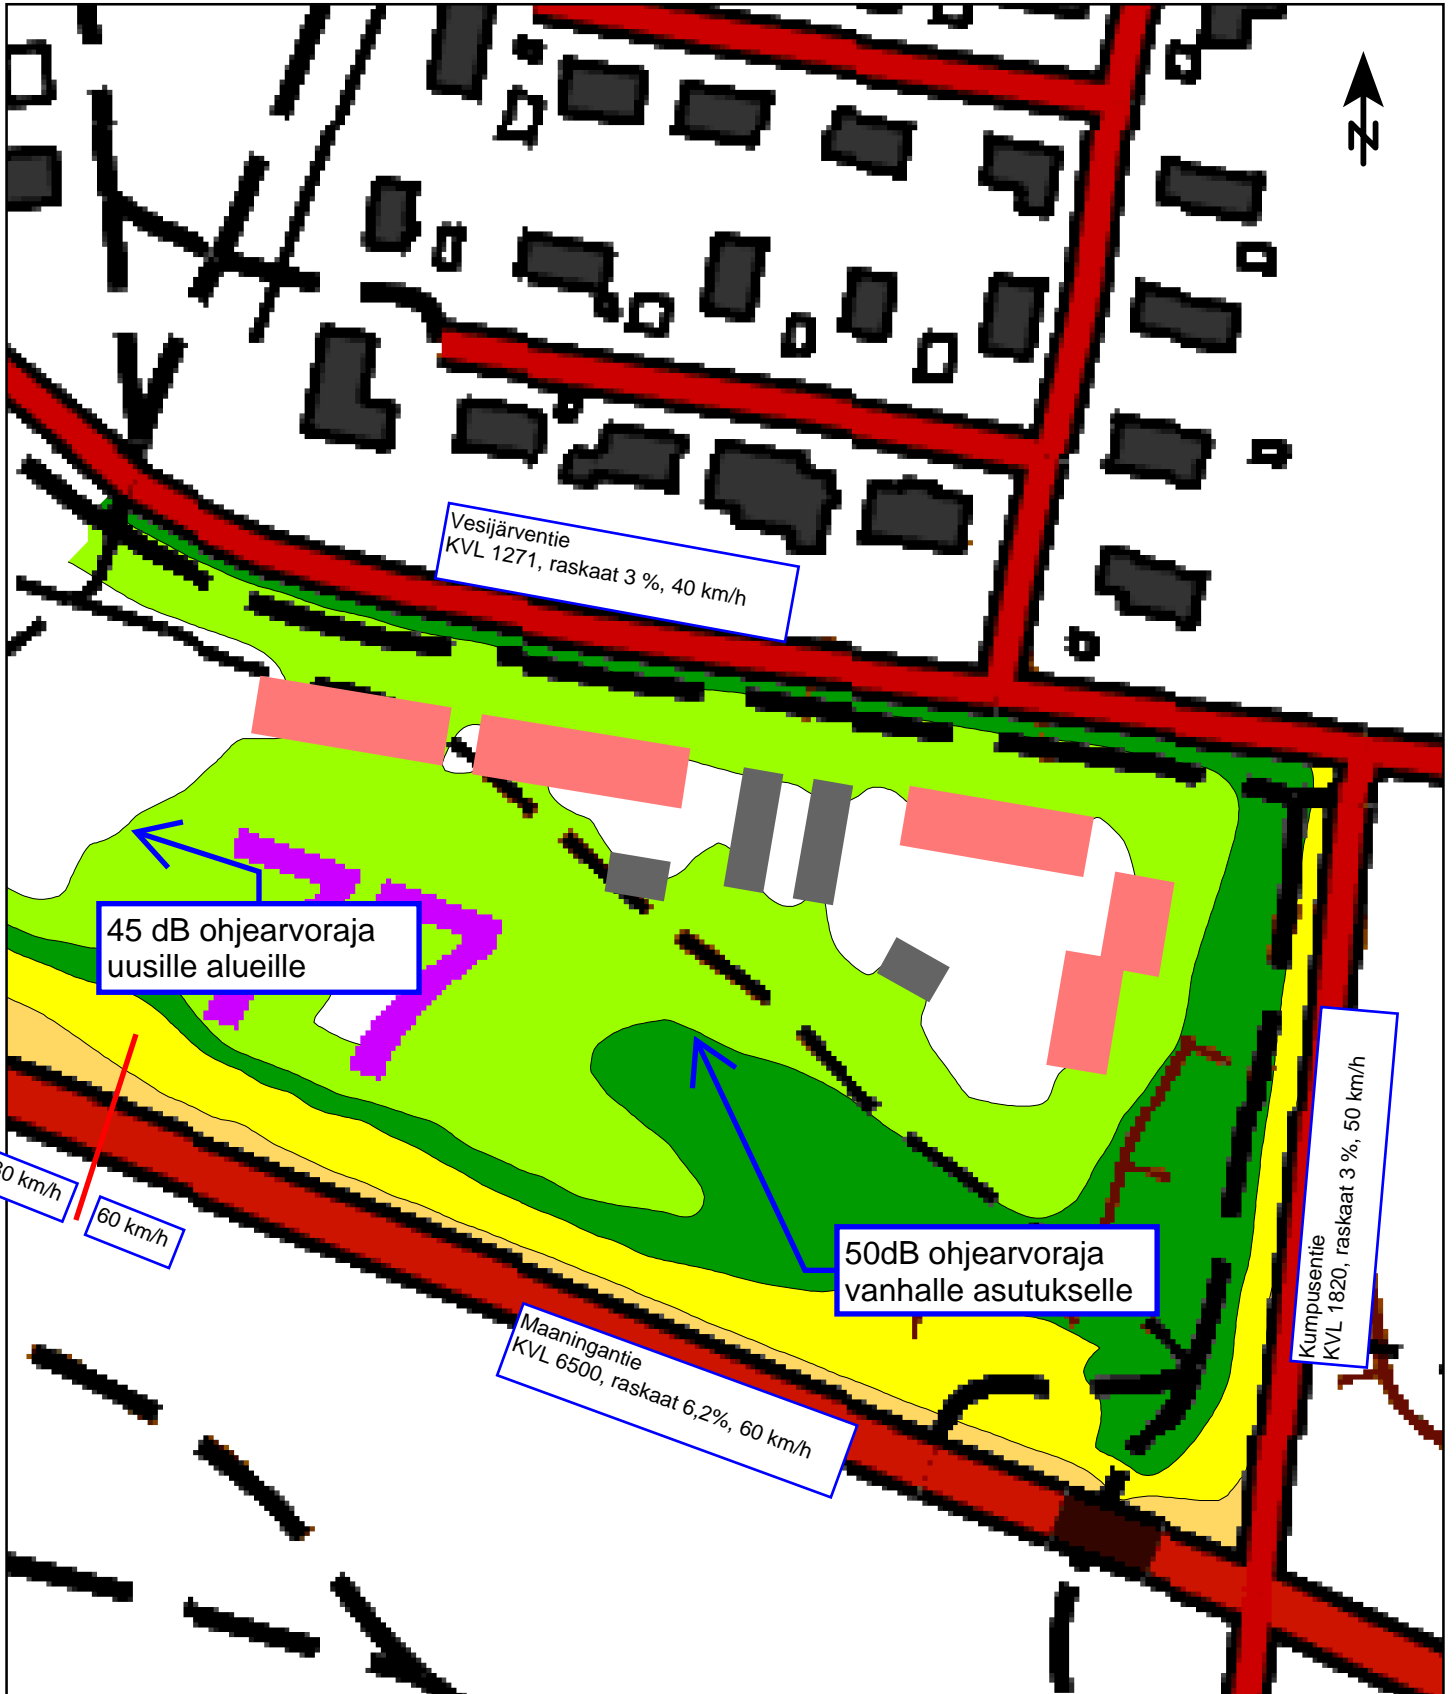 N
Vesijärventie
KVL 1271, raskaat 3 %, 40 km/h
45 dB ohjearvoraja
uusille alueille
km/h
60 km/h
50dB ohjearvoraja
vanhalle asutukselle
Maaningantie
KVL 6500, raskaat 6,2%, 60 km/h
Kumpusentie
KVL 1820, raskaat 3 %, 50 km/h